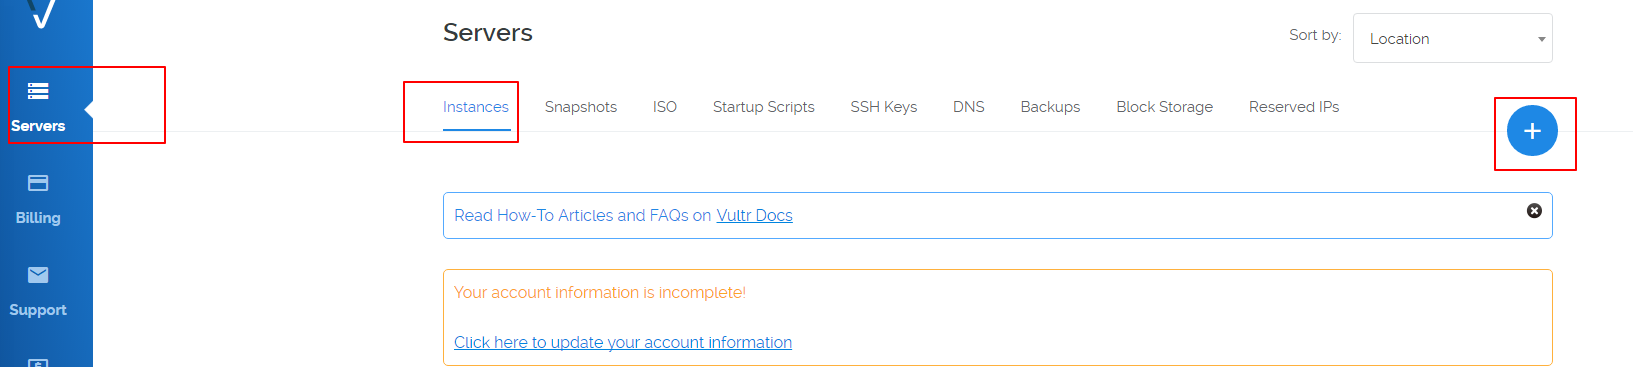 Servers
Sort by:
Location
Servers
Instances
Snapshots
ISO
Startup Scripts
SSH Keys
DNS
Backups
Block Storage
Reserved IPs
+
Billing
Read How-To Articles and FAQs on Vultr Docs
Support
Your account information is incomplete!
Click here to update your account information